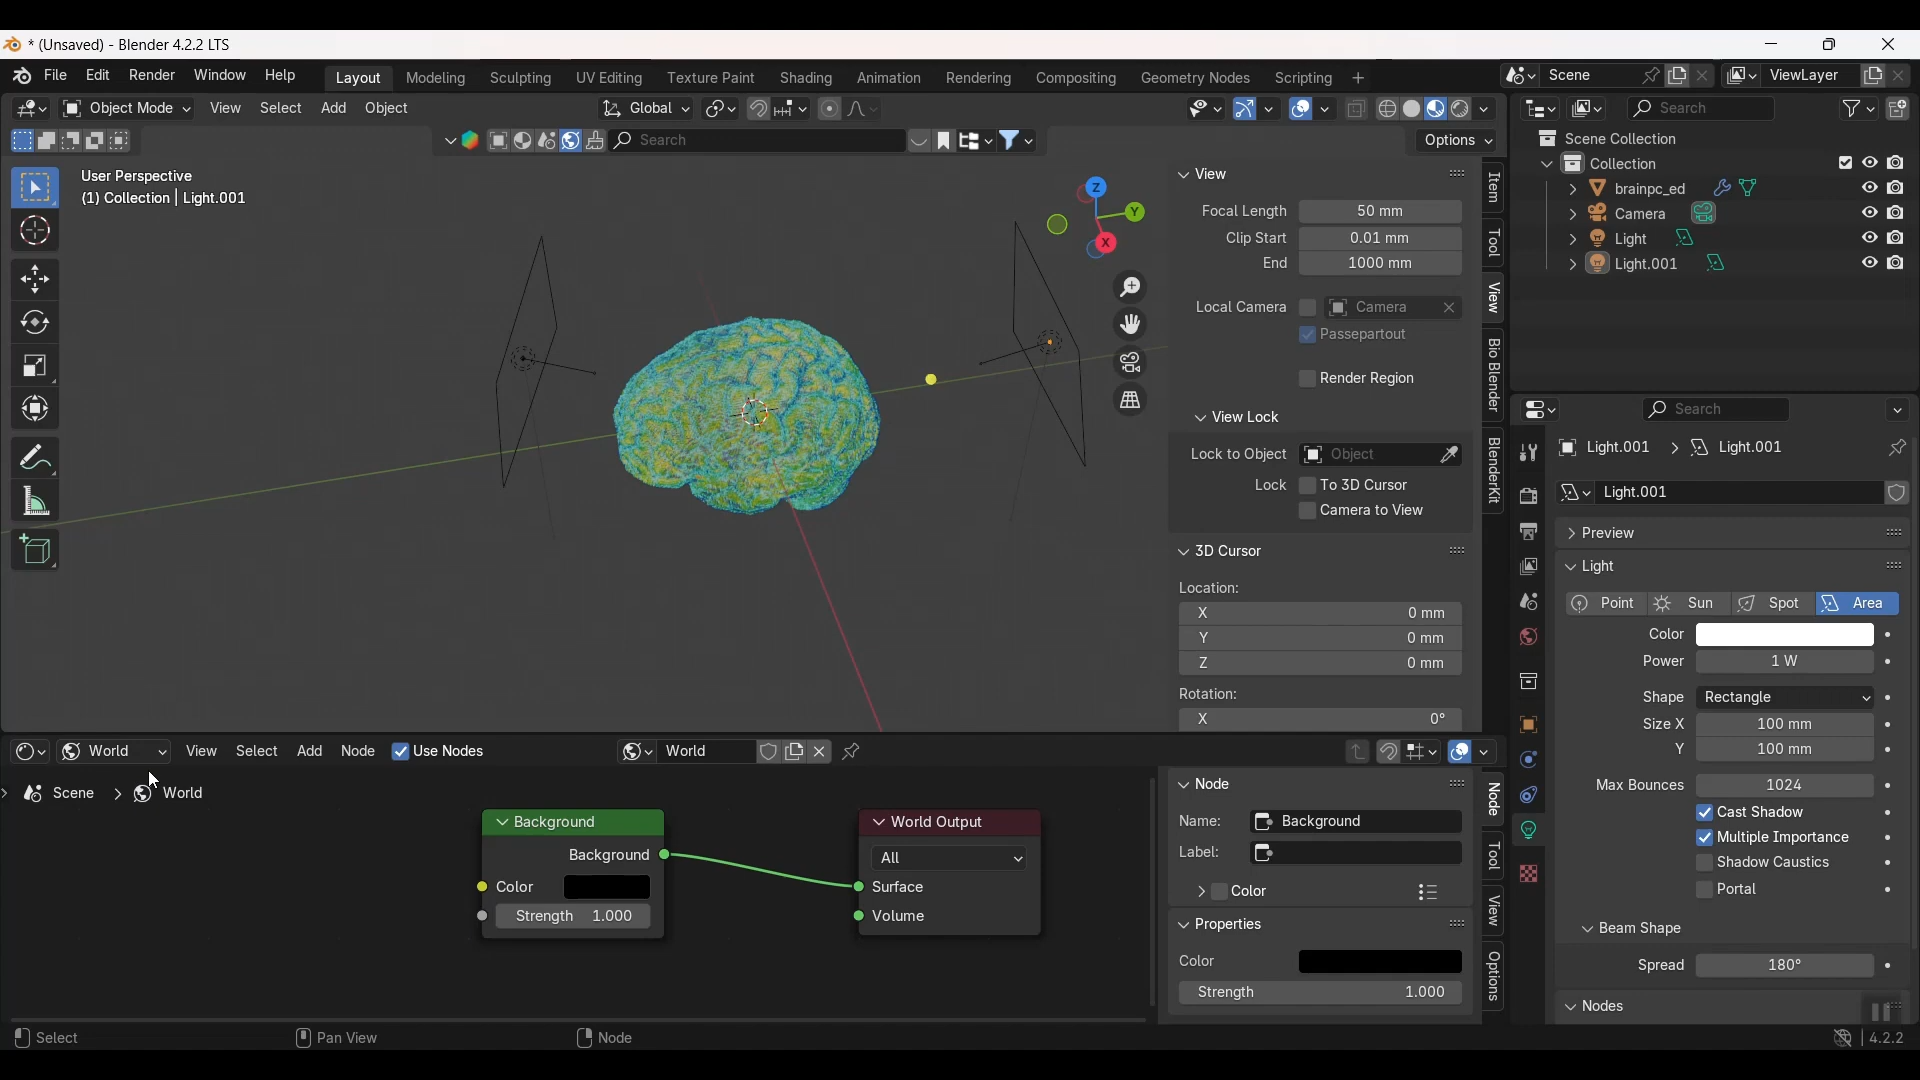 * (Unsaved) - Blender 4.2.2 LTS
File Edit Render Window Help Layout Modeling Sculpting UV Editing Texture Paint Shading Animation Rendering Compositing Geometry Nodes Scripting + Scene ViewLayer
Object Mode View Select Add Object Global Search
Search Options
Scene Collection
Collection
brainpc_ed
Camera
Light
Light.001
User Perspective
(1) Collection | Light.001
Z
Y
X
View
Focal Length 50 mm
Clip Start 0.01 mm
End 1000 mm
Local Camera Camera
Passepartout
Render Region
View Lock
Lock to Object Object
Lock To 3D Cursor
Camera to View
3D Cursor
Location:
X 0 mm
Y 0 mm
Z 0 mm
Rotation:
X 0°
Item
Tool
View
Bio Blender
BlenderKit
Search
Light.001 > Light.001
Light.001
Preview
Light
Point Sun Spot Area
Color
Power 1 W
Shape Rectangle
Size X 100 mm
Y 100 mm
Max Bounces 1024
Cast Shadow
Multiple Importance
Shadow Caustics
Portal
Beam Shape
Spread 180°
Nodes
World View Select Add Node Use Nodes World
Scene > World
Background
Background
Color
Strength 1.000
World Output
All
Surface
Volume
Node
Name: Background
Label:
Color
Properties
Color
Strength 1.000
Node
Tool
View
Options
Select Pan View Node 4.2.2